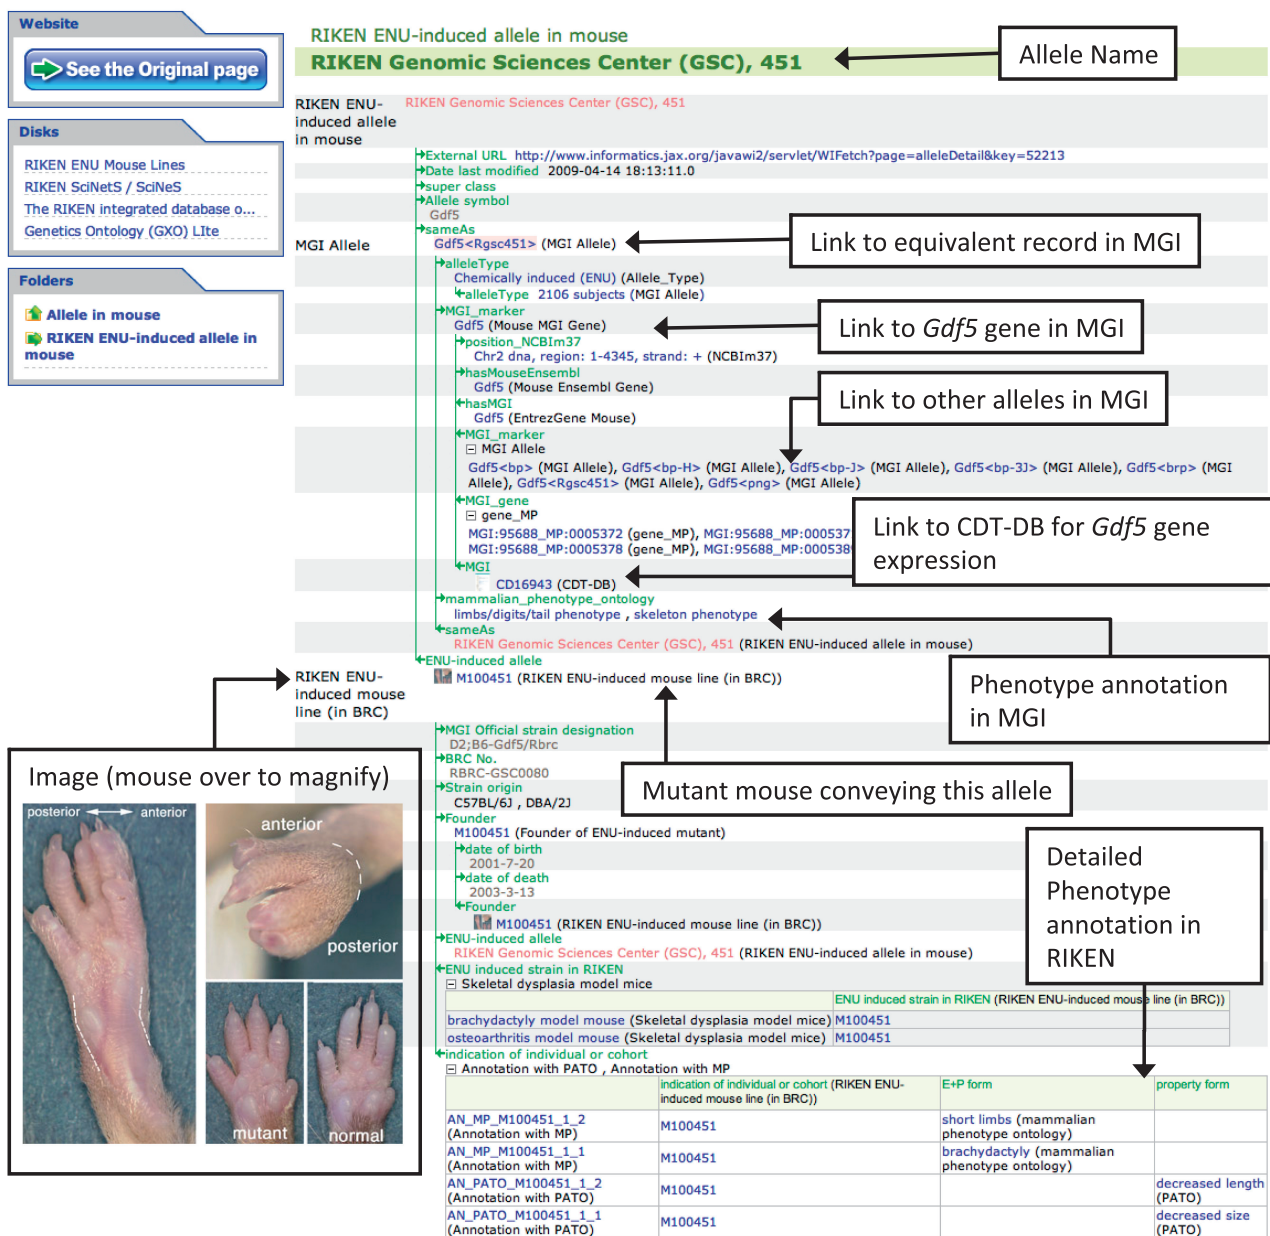 Website
See the Original page
Disks
RIKEN ENU Mouse Lines
RIKEN SciNetS / SciNeS
The RIKEN integrated database o...
Genetics Ontology (GXO) LIte
Folders
Allele in mouse
RIKEN ENU-induced allele in
mouse
RIKEN ENU-induced allele in mouse
RIKEN Genomic Sciences Center (GSC), 451
Allele Name
RIKEN ENU-
induced allele
in mouse
RIKEN Genomic Sciences Center (GSC), 451
External URL http://www.informatics.jax.org/javawi2/servlet/WIFetch?page=alleleDetail&key=52213
Date last modified 2009-04-14 18:13:11.0
super class
Allele symbol
Gdf5
sameAs
MGI Allele
Gdf5<Rgsc451> (MGI Allele)
Link to equivalent record in MGI
alleleType
Chemically induced (ENU) (Allele_Type)
alleleType 2106 subjects (MGI Allele)
MGI_marker
Gdf5 (Mouse MGI Gene)
Link to Gdf5 gene in MGI
position_NCBIm37
Chr2 dna, region: 1-4345, strand: + (NCBIm37)
hasMouseEnsembl
Gdf5 (Mouse Ensembl Gene)
hasMGI
Gdf5 (EntrezGene Mouse)
Link to other alleles in MGI
MGI_marker
MGI Allele
Gdf5<bp> (MGI Allele), Gdf5<bp-H> (MGI Allele), Gdf5<bp-J> (MGI Allele), Gdf5<bp-3J> (MGI Allele), Gdf5<brp> (MGI
Allele), Gdf5<Rgsc451> (MGI Allele), Gdf5<png> (MGI Allele)
MGI_gene
gene_MP
MGI:95688_MP:0005372 (gene_MP), MGI:95688_MP:000537
MGI:95688_MP:0005378 (gene_MP), MGI:95688_MP:000538
Link to CDT-DB for Gdf5 gene
expression
MGI
CD16943 (CDT-DB)
mammalian_phenotype_ontology
limbs/digits/tail phenotype , skeleton phenotype
sameAs
RIKEN Genomic Sciences Center (GSC), 451 (RIKEN ENU-induced allele in mouse)
ENU-induced allele
RIKEN ENU-
induced mouse
line (in BRC)
M100451 (RIKEN ENU-induced mouse line (in BRC))
Phenotype annotation
in MGI
MGI Official strain designation
D2;B6-Gdf5/Rbrc
BRC No.
RBRC-GSC0080
Strain origin
C57BL/6J , DBA/2J
Mutant mouse conveying this allele
Founder
M100451 (Founder of ENU-induced mutant)
date of birth
2001-7-20
date of death
2003-3-13
Founder
M100451 (RIKEN ENU-induced mouse line (in BRC))
ENU-induced allele
RIKEN Genomic Sciences Center (GSC), 451 (RIKEN ENU-induced allele in mouse)
Detailed
Phenotype
annotation in
RIKEN
Image (mouse over to magnify)
posterior anterior
anterior
posterior
mutant
normal
ENU induced strain in RIKEN
Skeletal dysplasia model mice
ENU induced strain in RIKEN (RIKEN ENU-induced mouse line (in BRC))
brachydactyly model mouse (Skeletal dysplasia model mice) M100451
osteoarthritis model mouse (Skeletal dysplasia model mice) M100451
indication of individual or cohort
Annotation with PATO , Annotation with MP
indication of individual or cohort (RIKEN ENU-
induced mouse line (in BRC))
E+P form
property form
AN_MP_M100451_1_2
(Annotation with MP)
M100451
short limbs (mammalian
phenotype ontology)
AN_MP_M100451_1_1
(Annotation with MP)
M100451
brachydactyly (mammalian
phenotype ontology)
AN_PATO_M100451_1_2
(Annotation with PATO)
M100451
decreased length
(PATO)
AN_PATO_M100451_1_1
(Annotation with PATO)
M100451
decreased size
(PATO)